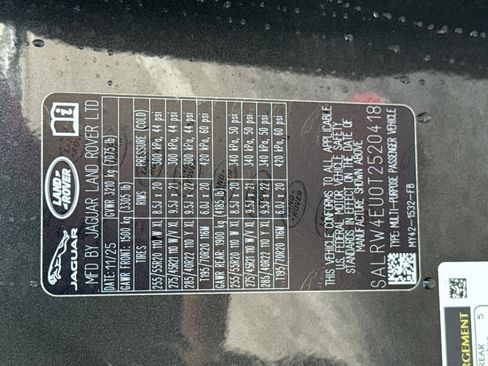 JAGUAR
LAND ROVER
MFD BY JAGUAR LAND ROVER LTD
DATE:11/25 GVWR :3210 kg (7075 lb)
GAWR FRONT: 1500 kg (3305 lb)
TIRES RIMS PRESSURE (COLD)
255/55R20 110 W XL 8.5J x 20 300 kPa, 44 psi
275/45R21 110 W/Y XL 9.5J x 21 300 kPa, 44 psi
285/40R22 110 Y XL 9.5J x 22 300 kPa, 44 psi
T195/70R20 116M 6.0J x 20 420 kPa, 60 psi
GAWR REAR: 1900 kg (4185 lb)
255/55R20 110 W XL 8.5J x 20 340 kPa, 50 psi
275/45R21 110 W/Y XL 9.5J x 21 340 kPa, 50 psi
285/40R22 110 Y XL 9.5J x 22 340 kPa, 50 psi
T195/70R20 116M 6.0J x 20 420 kPa, 60 psi
THIS VEHICLE CONFORMS TO ALL APPLICABLE
U.S. FEDERAL MOTOR VEHICLE SAFETY
STANDARDS IN EFFECT ON THE DATE OF
MANUFACTURE SHOWN ABOVE.
SALRW4EU0T2520418
TYPE: MULTI-PURPOSE PASSENGER VEHICLE
MY42-1532-FB
REAR 5